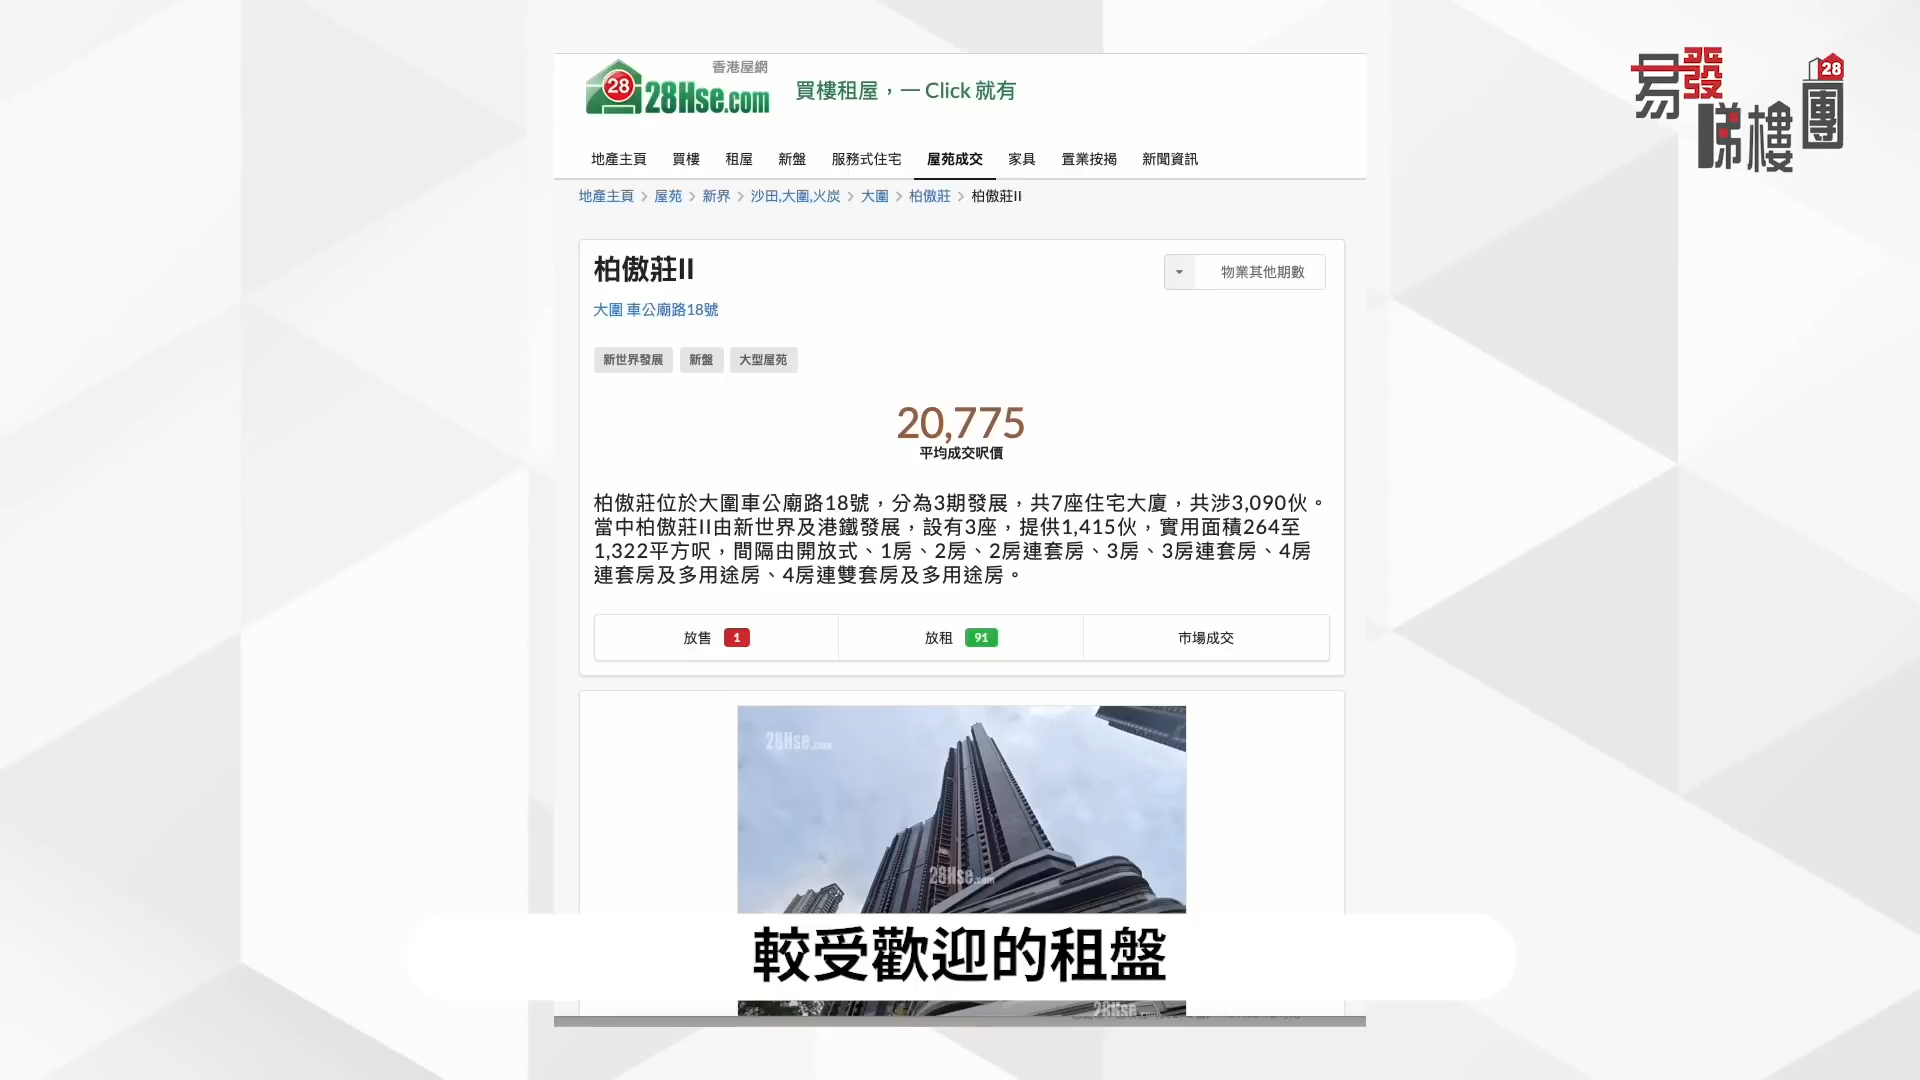 香港屋網
28
28Hse.com
買樓租屋，一 Click 就有
易發睇樓團
28
地產主頁 買樓 租屋 新盤 服務式住宅 屋苑成交 家具 置業按揭 新聞資訊
地產主頁 > 屋苑 > 新界 > 沙田,大圍,火炭 > 大圍 > 柏傲莊 > 柏傲莊II
柏傲莊II
物業其他期數
大圍 車公廟路18號
新世界發展 新盤 大型屋苑
20,775
平均成交呎價
柏傲莊位於大圍車公廟路18號，分為3期發展，共7座住宅大廈，共涉3,090伙。
當中柏傲莊II由新世界及港鐵發展，設有3座，提供1,415伙，實用面積264至
1,322平方呎，間隔由開放式、1房、2房、2房連套房、3房、3房連套房、4房
連套房及多用途房、4房連雙套房及多用途房。
放售 1 放租 91 市場成交
28Hse.com
28Hse.com
較受歡迎的租盤
28Hse.com